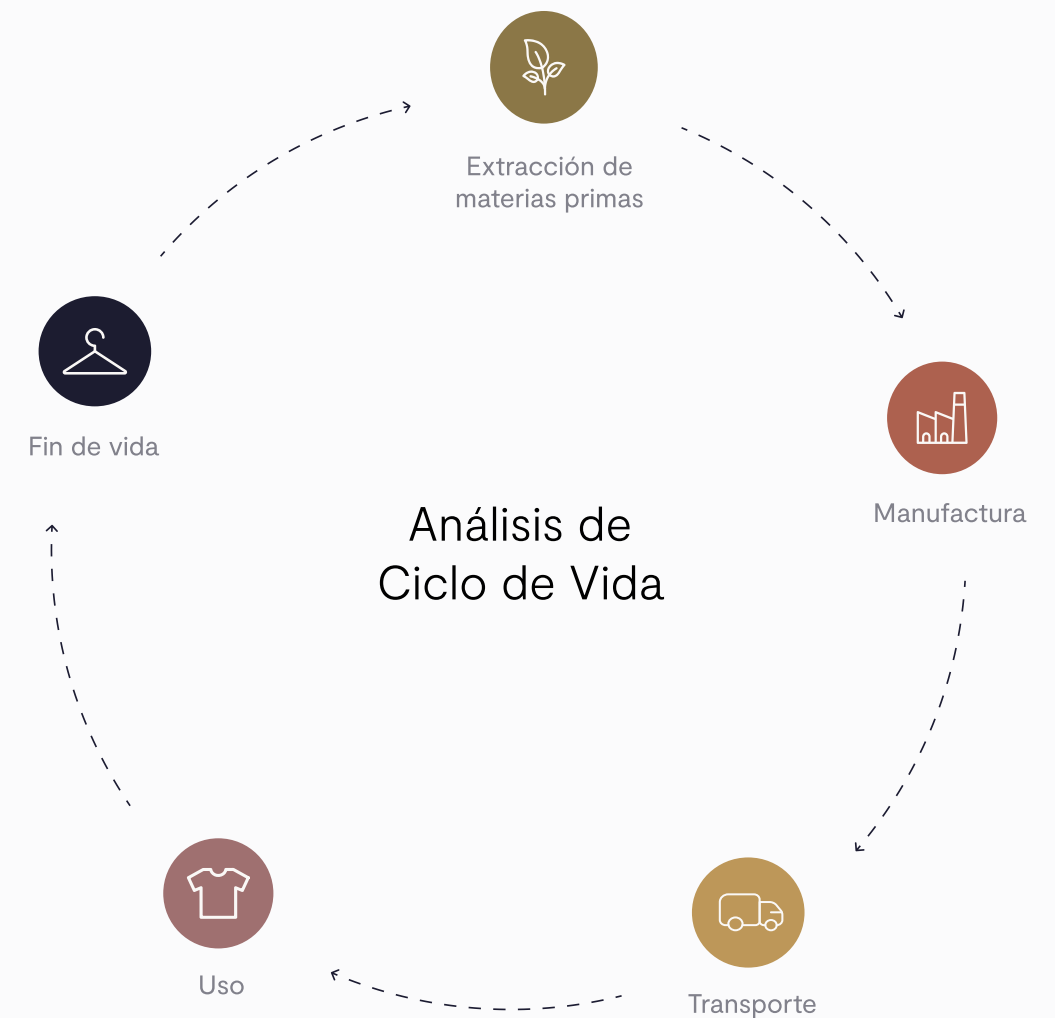 Extracción de
materias primas
Fin de vida
Manufactura
Análisis de
Ciclo de Vida
Uso
Transporte